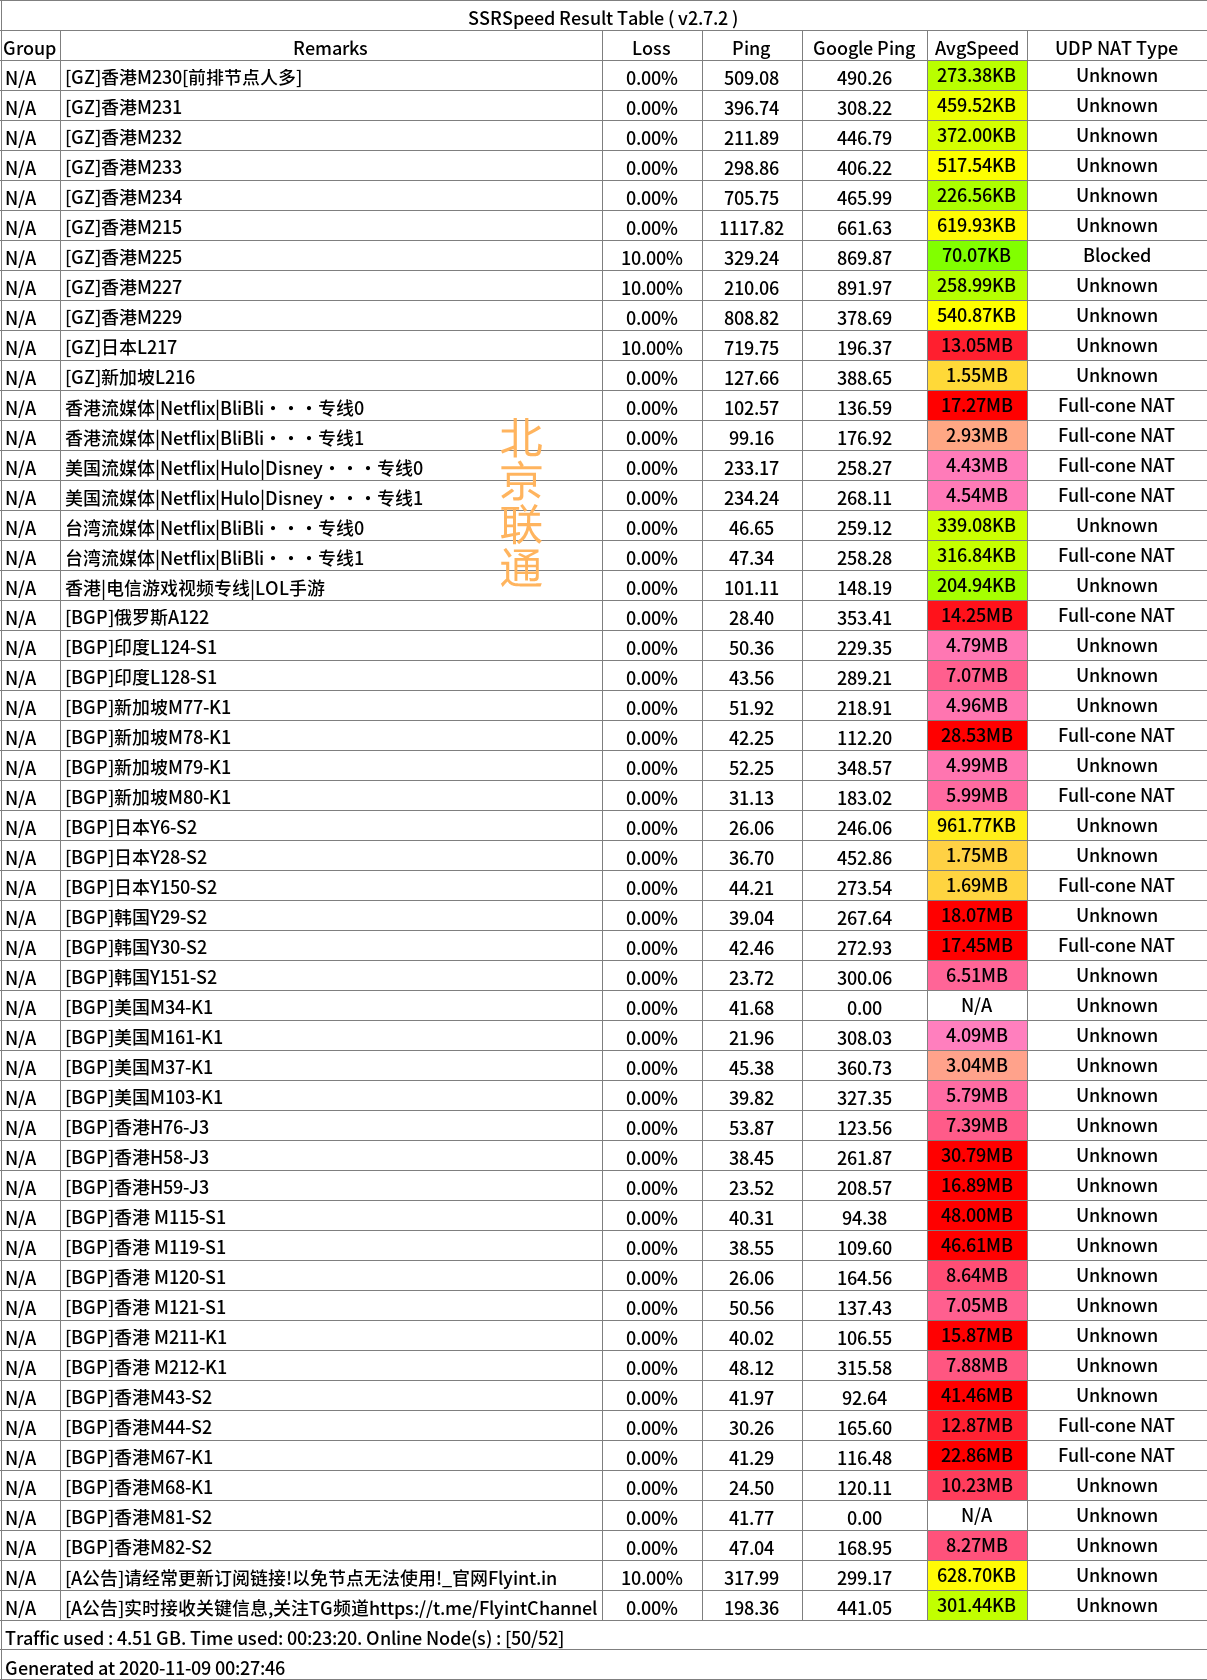 SSRSpeed Result Table ( v2.7.2 )
Group Remarks Loss Ping Google Ping AvgSpeed UDP NAT Type
N/A [GZ]香港M230[前排节点人多] 0.00% 509.08 490.26 273.38KB Unknown
N/A [GZ]香港M231 0.00% 396.74 308.22 459.52KB Unknown
N/A [GZ]香港M232 0.00% 211.89 446.79 372.00KB Unknown
N/A [GZ]香港M233 0.00% 298.86 406.22 517.54KB Unknown
N/A [GZ]香港M234 0.00% 705.75 465.99 226.56KB Unknown
N/A [GZ]香港M215 0.00% 1117.82 661.63 619.93KB Unknown
N/A [GZ]香港M225 10.00% 329.24 869.87 70.07KB Blocked
N/A [GZ]香港M227 10.00% 210.06 891.97 258.99KB Unknown
N/A [GZ]香港M229 0.00% 808.82 378.69 540.87KB Unknown
N/A [GZ]日本L217 10.00% 719.75 196.37 13.05MB Unknown
N/A [GZ]新加坡L216 0.00% 127.66 388.65 1.55MB Unknown
N/A 香港流媒体|Netflix|BliBli・・・专线0 0.00% 102.57 136.59 17.27MB Full-cone NAT
N/A 香港流媒体|Netflix|BliBli・・・专线1 0.00% 99.16 176.92 2.93MB Full-cone NAT
N/A 美国流媒体|Netflix|Hulo|Disney・・・专线0 0.00% 233.17 258.27 4.43MB Full-cone NAT
N/A 美国流媒体|Netflix|Hulo|Disney・・・专线1 0.00% 234.24 268.11 4.54MB Full-cone NAT
N/A 台湾流媒体|Netflix|BliBli・・・专线0 0.00% 46.65 259.12 339.08KB Unknown
N/A 台湾流媒体|Netflix|BliBli・・・专线1 0.00% 47.34 258.28 316.84KB Full-cone NAT
N/A 香港|电信游戏视频专线|LOL手游 0.00% 101.11 148.19 204.94KB Unknown
N/A [BGP]俄罗斯A122 0.00% 28.40 353.41 14.25MB Full-cone NAT
N/A [BGP]印度L124-S1 0.00% 50.36 229.35 4.79MB Unknown
N/A [BGP]印度L128-S1 0.00% 43.56 289.21 7.07MB Unknown
N/A [BGP]新加坡M77-K1 0.00% 51.92 218.91 4.96MB Unknown
N/A [BGP]新加坡M78-K1 0.00% 42.25 112.20 28.53MB Full-cone NAT
N/A [BGP]新加坡M79-K1 0.00% 52.25 348.57 4.99MB Unknown
N/A [BGP]新加坡M80-K1 0.00% 31.13 183.02 5.99MB Full-cone NAT
N/A [BGP]日本Y6-S2 0.00% 26.06 246.06 961.77KB Unknown
N/A [BGP]日本Y28-S2 0.00% 36.70 452.86 1.75MB Unknown
N/A [BGP]日本Y150-S2 0.00% 44.21 273.54 1.69MB Full-cone NAT
N/A [BGP]韩国Y29-S2 0.00% 39.04 267.64 18.07MB Unknown
N/A [BGP]韩国Y30-S2 0.00% 42.46 272.93 17.45MB Full-cone NAT
N/A [BGP]韩国Y151-S2 0.00% 23.72 300.06 6.51MB Unknown
N/A [BGP]美国M34-K1 0.00% 41.68 0.00 N/A Unknown
N/A [BGP]美国M161-K1 0.00% 21.96 308.03 4.09MB Unknown
N/A [BGP]美国M37-K1 0.00% 45.38 360.73 3.04MB Unknown
N/A [BGP]美国M103-K1 0.00% 39.82 327.35 5.79MB Unknown
N/A [BGP]香港H76-J3 0.00% 53.87 123.56 7.39MB Unknown
N/A [BGP]香港H58-J3 0.00% 38.45 261.87 30.79MB Unknown
N/A [BGP]香港H59-J3 0.00% 23.52 208.57 16.89MB Unknown
N/A [BGP]香港 M115-S1 0.00% 40.31 94.38 48.00MB Unknown
N/A [BGP]香港 M119-S1 0.00% 38.55 109.60 46.61MB Unknown
N/A [BGP]香港 M120-S1 0.00% 26.06 164.56 8.64MB Unknown
N/A [BGP]香港 M121-S1 0.00% 50.56 137.43 7.05MB Unknown
N/A [BGP]香港 M211-K1 0.00% 40.02 106.55 15.87MB Unknown
N/A [BGP]香港 M212-K1 0.00% 48.12 315.58 7.88MB Unknown
N/A [BGP]香港M43-S2 0.00% 41.97 92.64 41.46MB Unknown
N/A [BGP]香港M44-S2 0.00% 30.26 165.60 12.87MB Full-cone NAT
N/A [BGP]香港M67-K1 0.00% 41.29 116.48 22.86MB Full-cone NAT
N/A [BGP]香港M68-K1 0.00% 24.50 120.11 10.23MB Unknown
N/A [BGP]香港M81-S2 0.00% 41.77 0.00 N/A Unknown
N/A [BGP]香港M82-S2 0.00% 47.04 168.95 8.27MB Unknown
N/A [A公告]请经常更新订阅链接!以免节点无法使用!_官网Flyint.in 10.00% 317.99 299.17 628.70KB Unknown
N/A [A公告]实时接收关键信息,关注TG频道https://t.me/FlyintChannel 0.00% 198.36 441.05 301.44KB Unknown
Traffic used : 4.51 GB. Time used: 00:23:20. Online Node(s) : [50/52]
Generated at 2020-11-09 00:27:46
北京联通